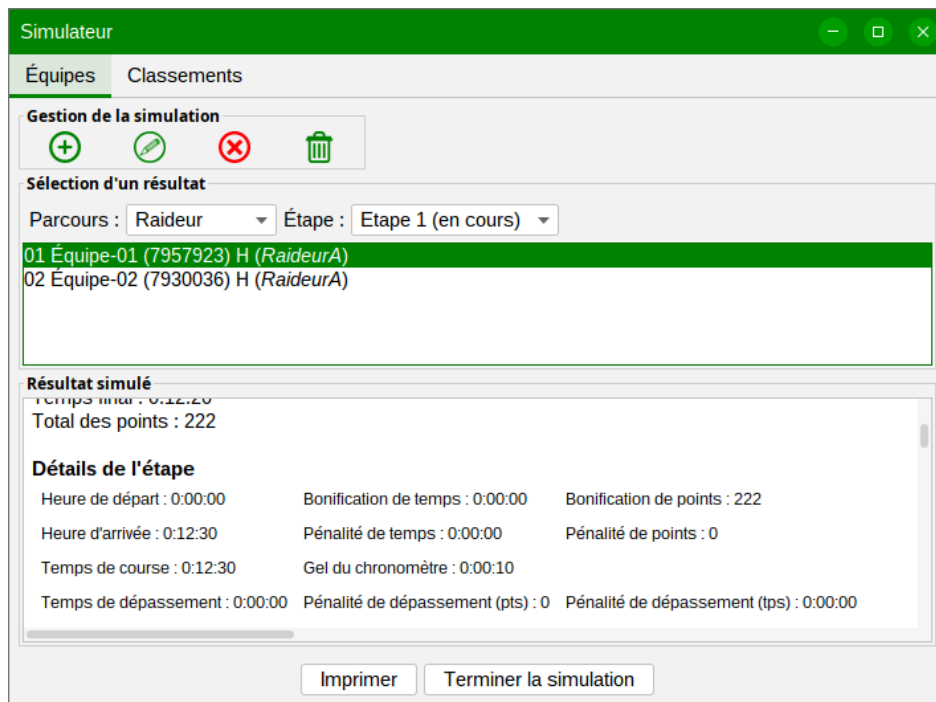 Simulateur
Équipes Classements
Gestion de la simulation
Sélection d'un résultat
Parcours : Raideur Étape : Etape 1 (en cours)
01 Équipe-01 (7957923) H (RaideurA)
02 Équipe-02 (7930036) H (RaideurA)
Résultat simulé
Temps final : 0:12:20
Total des points : 222
Détails de l'étape
Heure de départ : 0:00:00 Bonification de temps : 0:00:00 Bonification de points : 222
Heure d'arrivée : 0:12:30 Pénalité de temps : 0:00:00 Pénalité de points : 0
Temps de course : 0:12:30 Gel du chronomètre : 0:00:10
Temps de dépassement : 0:00:00 Pénalité de dépassement (pts) : 0 Pénalité de dépassement (tps) : 0:00:00
Imprimer Terminer la simulation